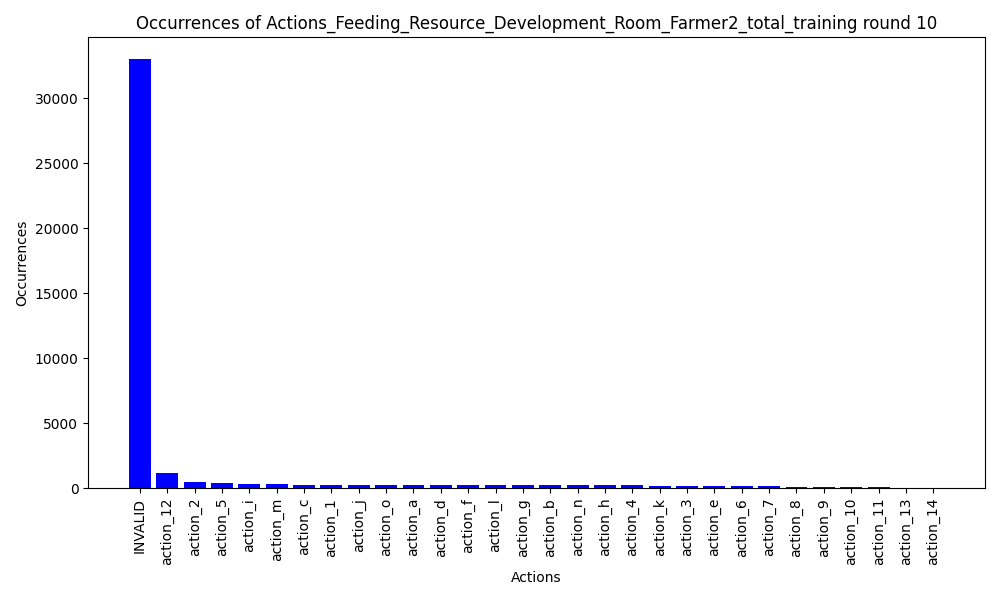 Occurrences of Actions_Feeding_Resource_Development_Room_Farmer2_total_training round 10
Occurrences
30000
25000
20000
15000
10000
5000
0
INVALID
action_12
action_2
action_5
action_i
action_m
action_c
action_1
action_j
action_o
action_a
action_d
action_f
action_l
action_g
action_b
action_n
action_h
action_4
action_k
action_3
action_e
action_6
action_7
action_8
action_9
action_10
action_11
action_13
action_14
Actions